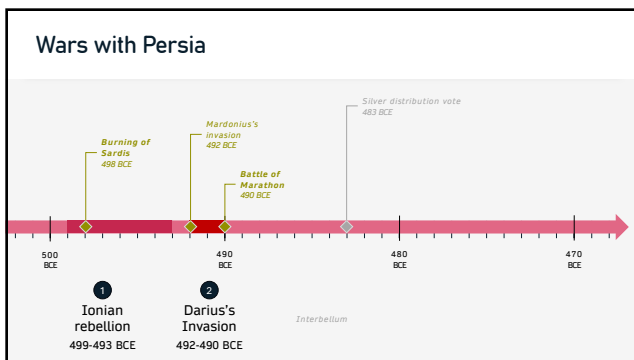 Wars with Persia
Silver distribution vote
483 BCE
Mardonius's
invasion
492 BCE
Burning of
Sardis
498 BCE
Battle of
Marathon
490 BCE
500
BCE
490
BCE
480
BCE
470
BCE
1
Ionian
rebellion
499-493 BCE
2
Darius's
Invasion
492-490 BCE
Interbellum